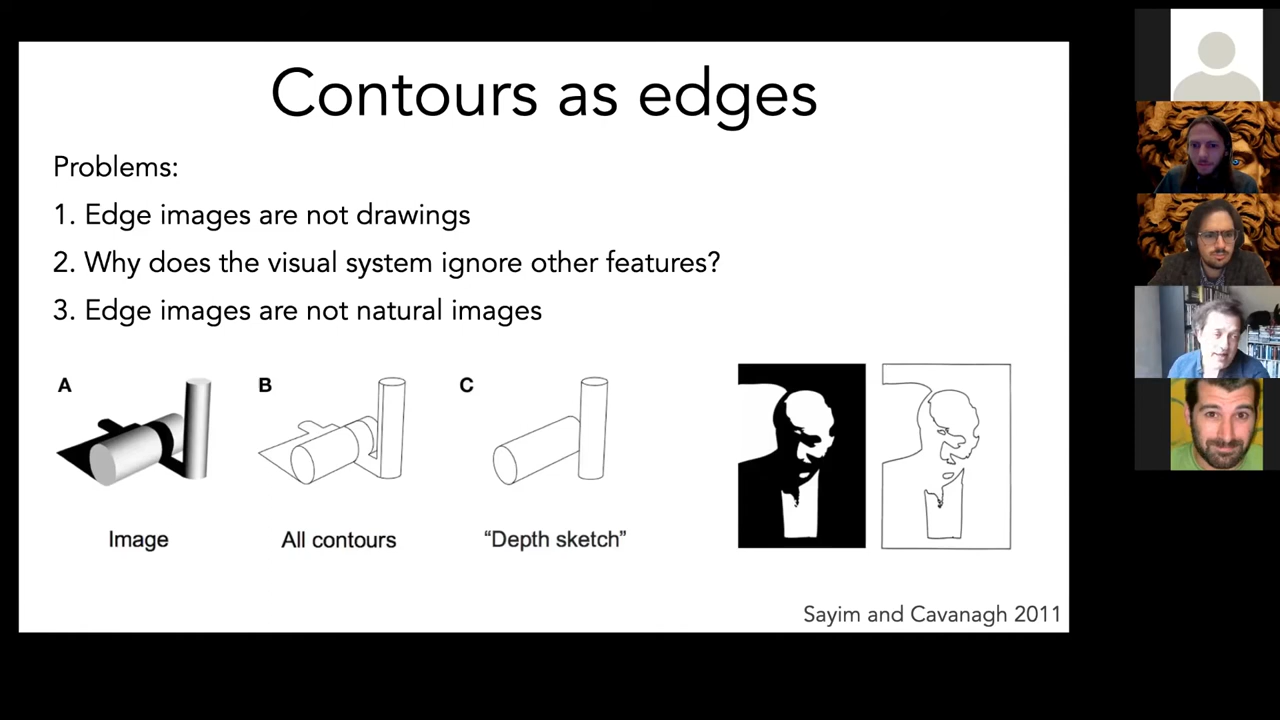 Contours as edges
Problems:
1. Edge images are not drawings
2. Why does the visual system ignore other features?
3. Edge images are not natural images
A
B
C
Image
All contours
“Depth sketch”
Sayim and Cavanagh 2011